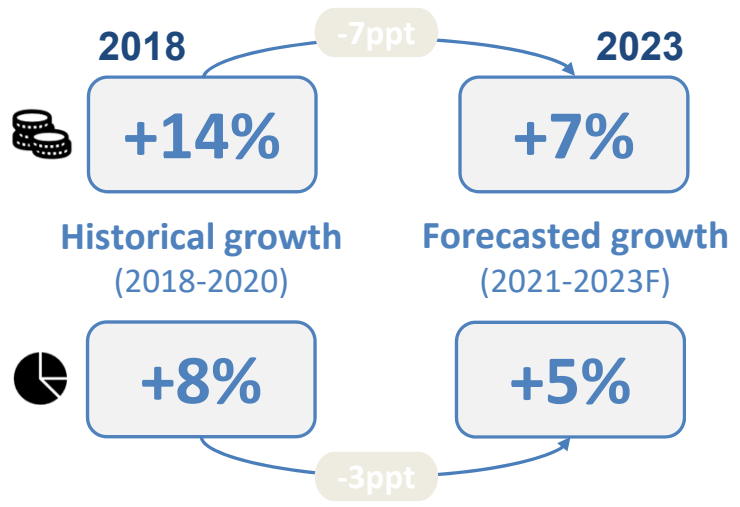 -7ppt
2018
2023
+14%
+7%
Historical growth
(2018-2020)
Forecasted growth
(2021-2023F)
+8%
+5%
-3ppt